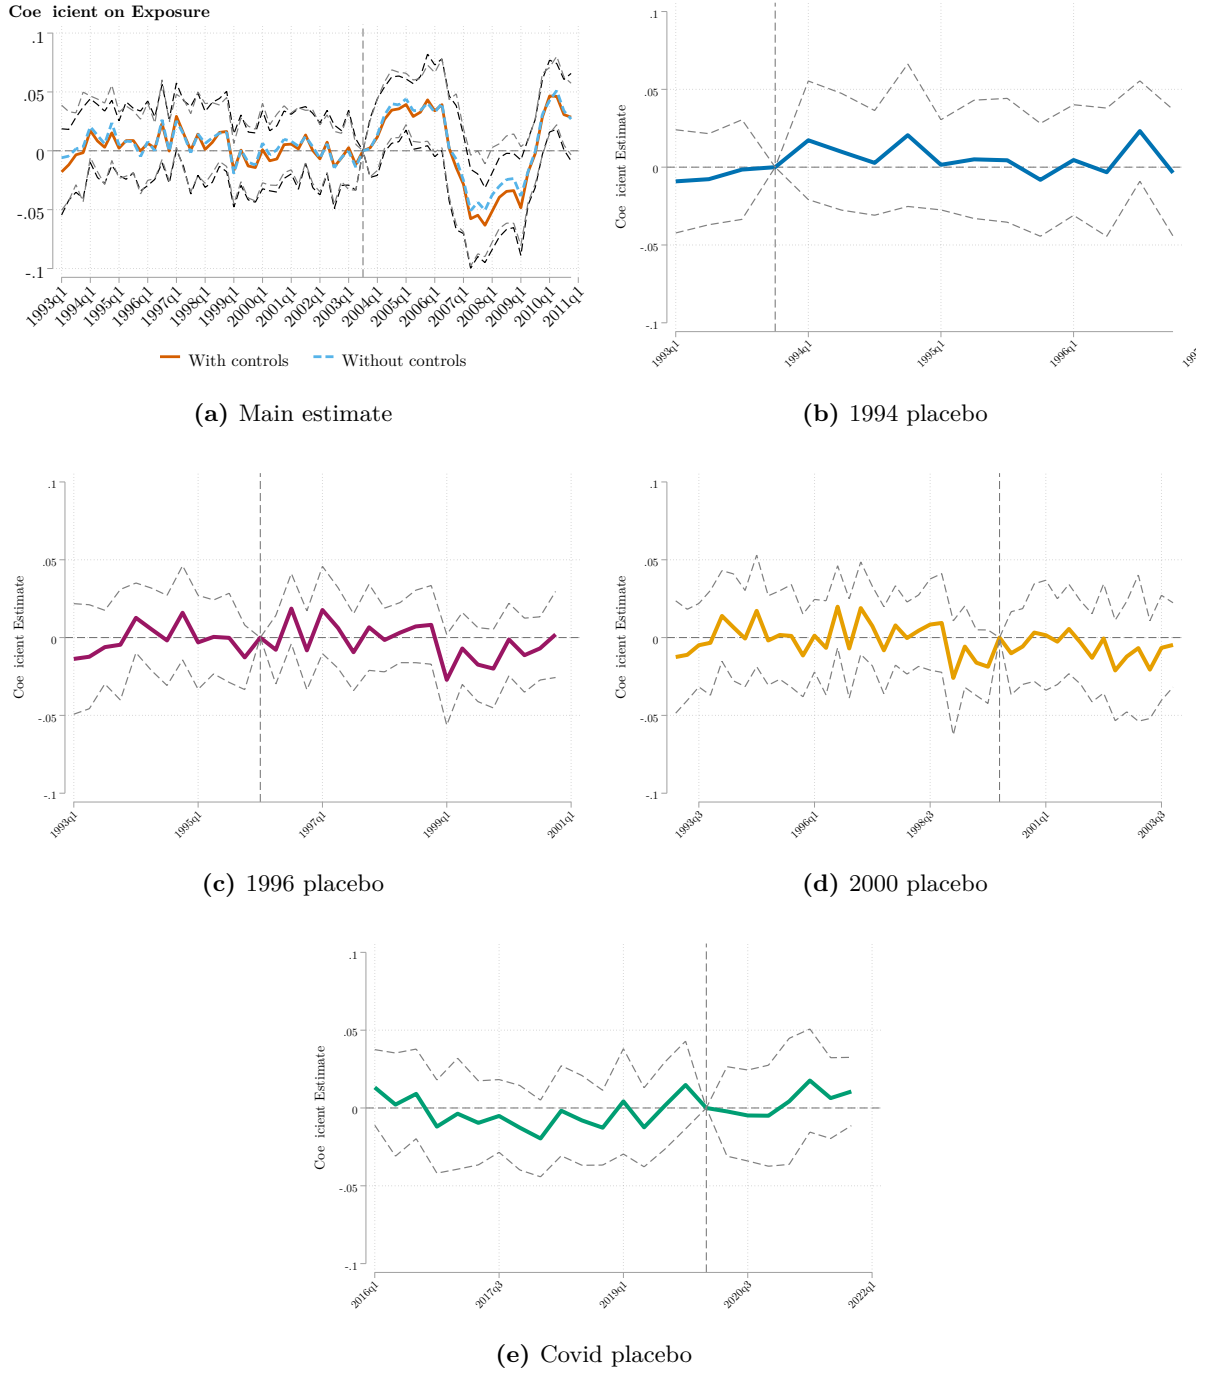 Coe icient on Exposure
.1
.05
0
-.05
-.1
1993q1
1994q1
1995q1
1996q1
1997q1
1998q1
1999q1
2000q1
2001q1
2002q1
2003q1
2004q1
2005q1
2006q1
2007q1
2008q1
2009q1
2010q1
2011q1
With controls
Without controls
(a) Main estimate
Coe icient Estimate
.1
.05
0
-.05
-.1
1993q1
1994q1
1995q1
1996q1
199
(b) 1994 placebo
Coe icient Estimate
.1
.05
0
-.05
-.1
1993q1
1995q1
1997q1
1999q1
2001q1
(c) 1996 placebo
Coe icient Estimate
.1
.05
0
-.05
-.1
1993q3
1996q1
1998q3
2001q1
2003q3
(d) 2000 placebo
Coe icient Estimate
.1
.05
0
-.05
-.1
2016q1
2017q3
2019q1
2020q3
2022q1
(e) Covid placebo